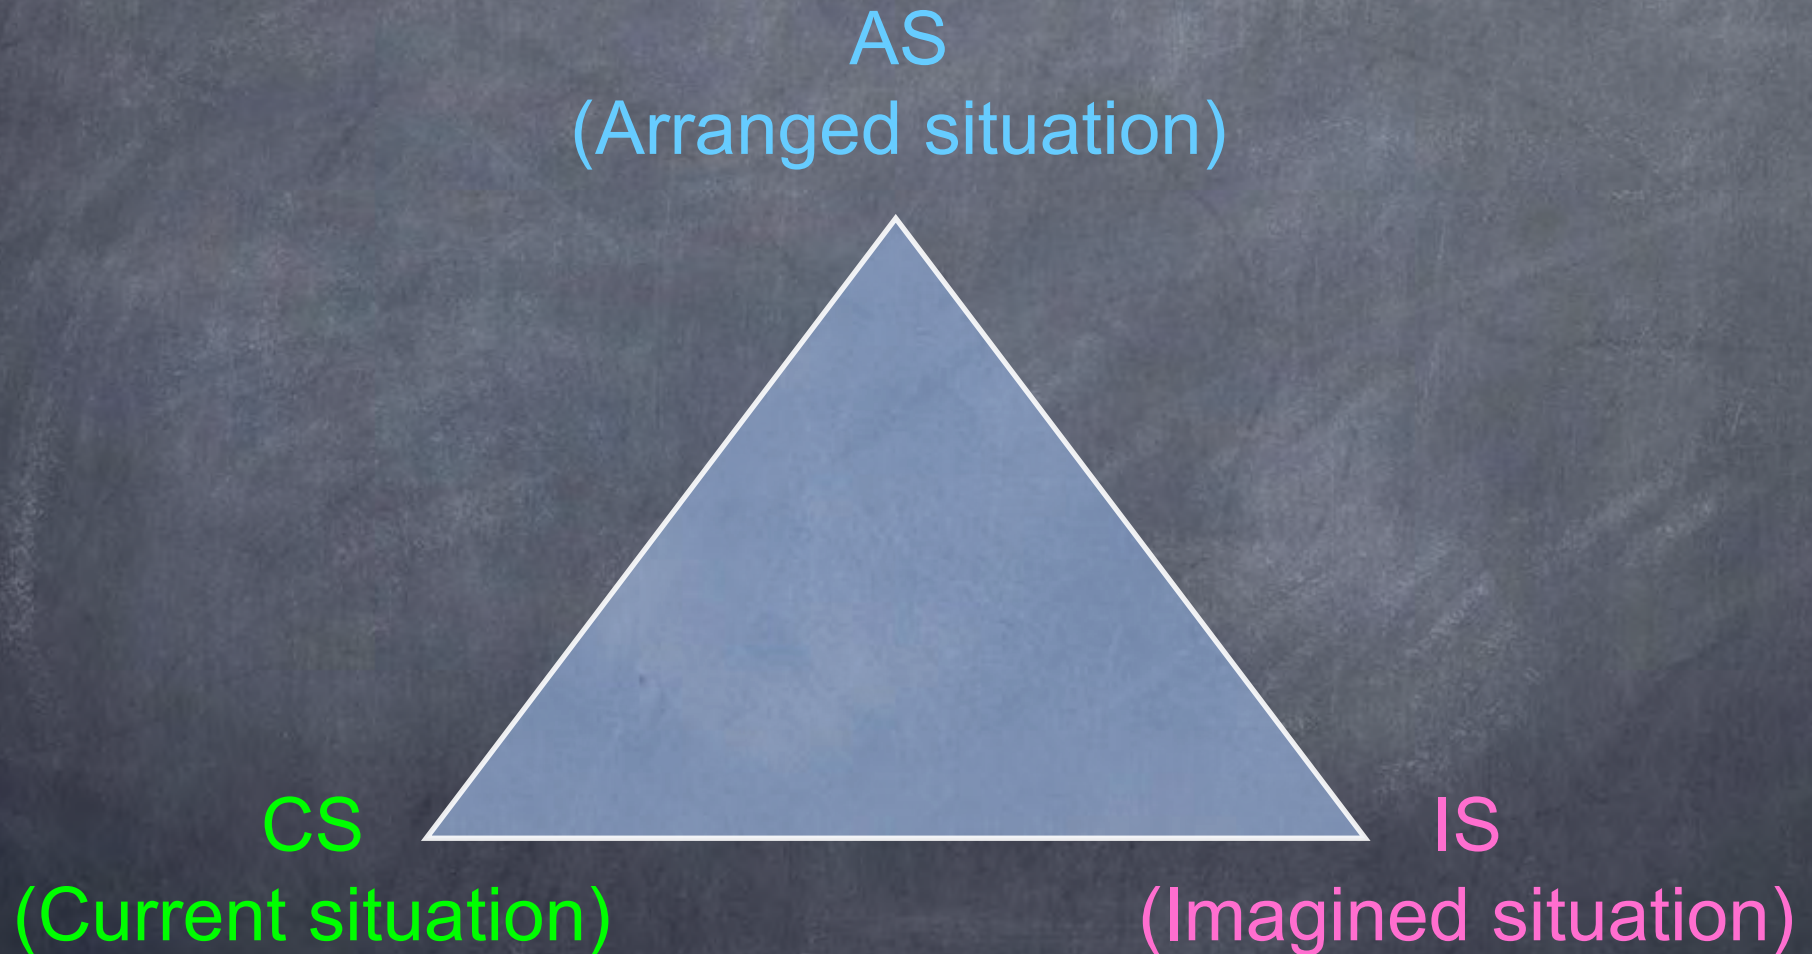 AS
(Arranged situation)
CS
(Current situation)
IS
(Imagined situation)